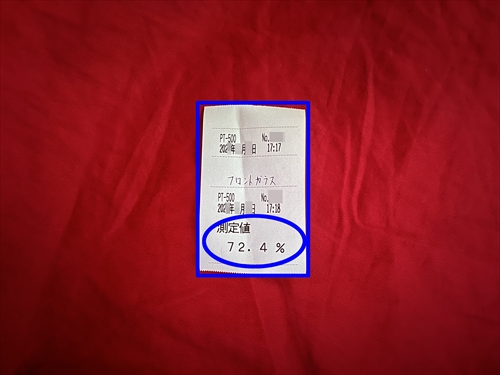 PT-500 No.
202 年 月 日 17:17
フロントガラス
PT-500 No.
202 年 月 日 17:18
測定値
72.4%